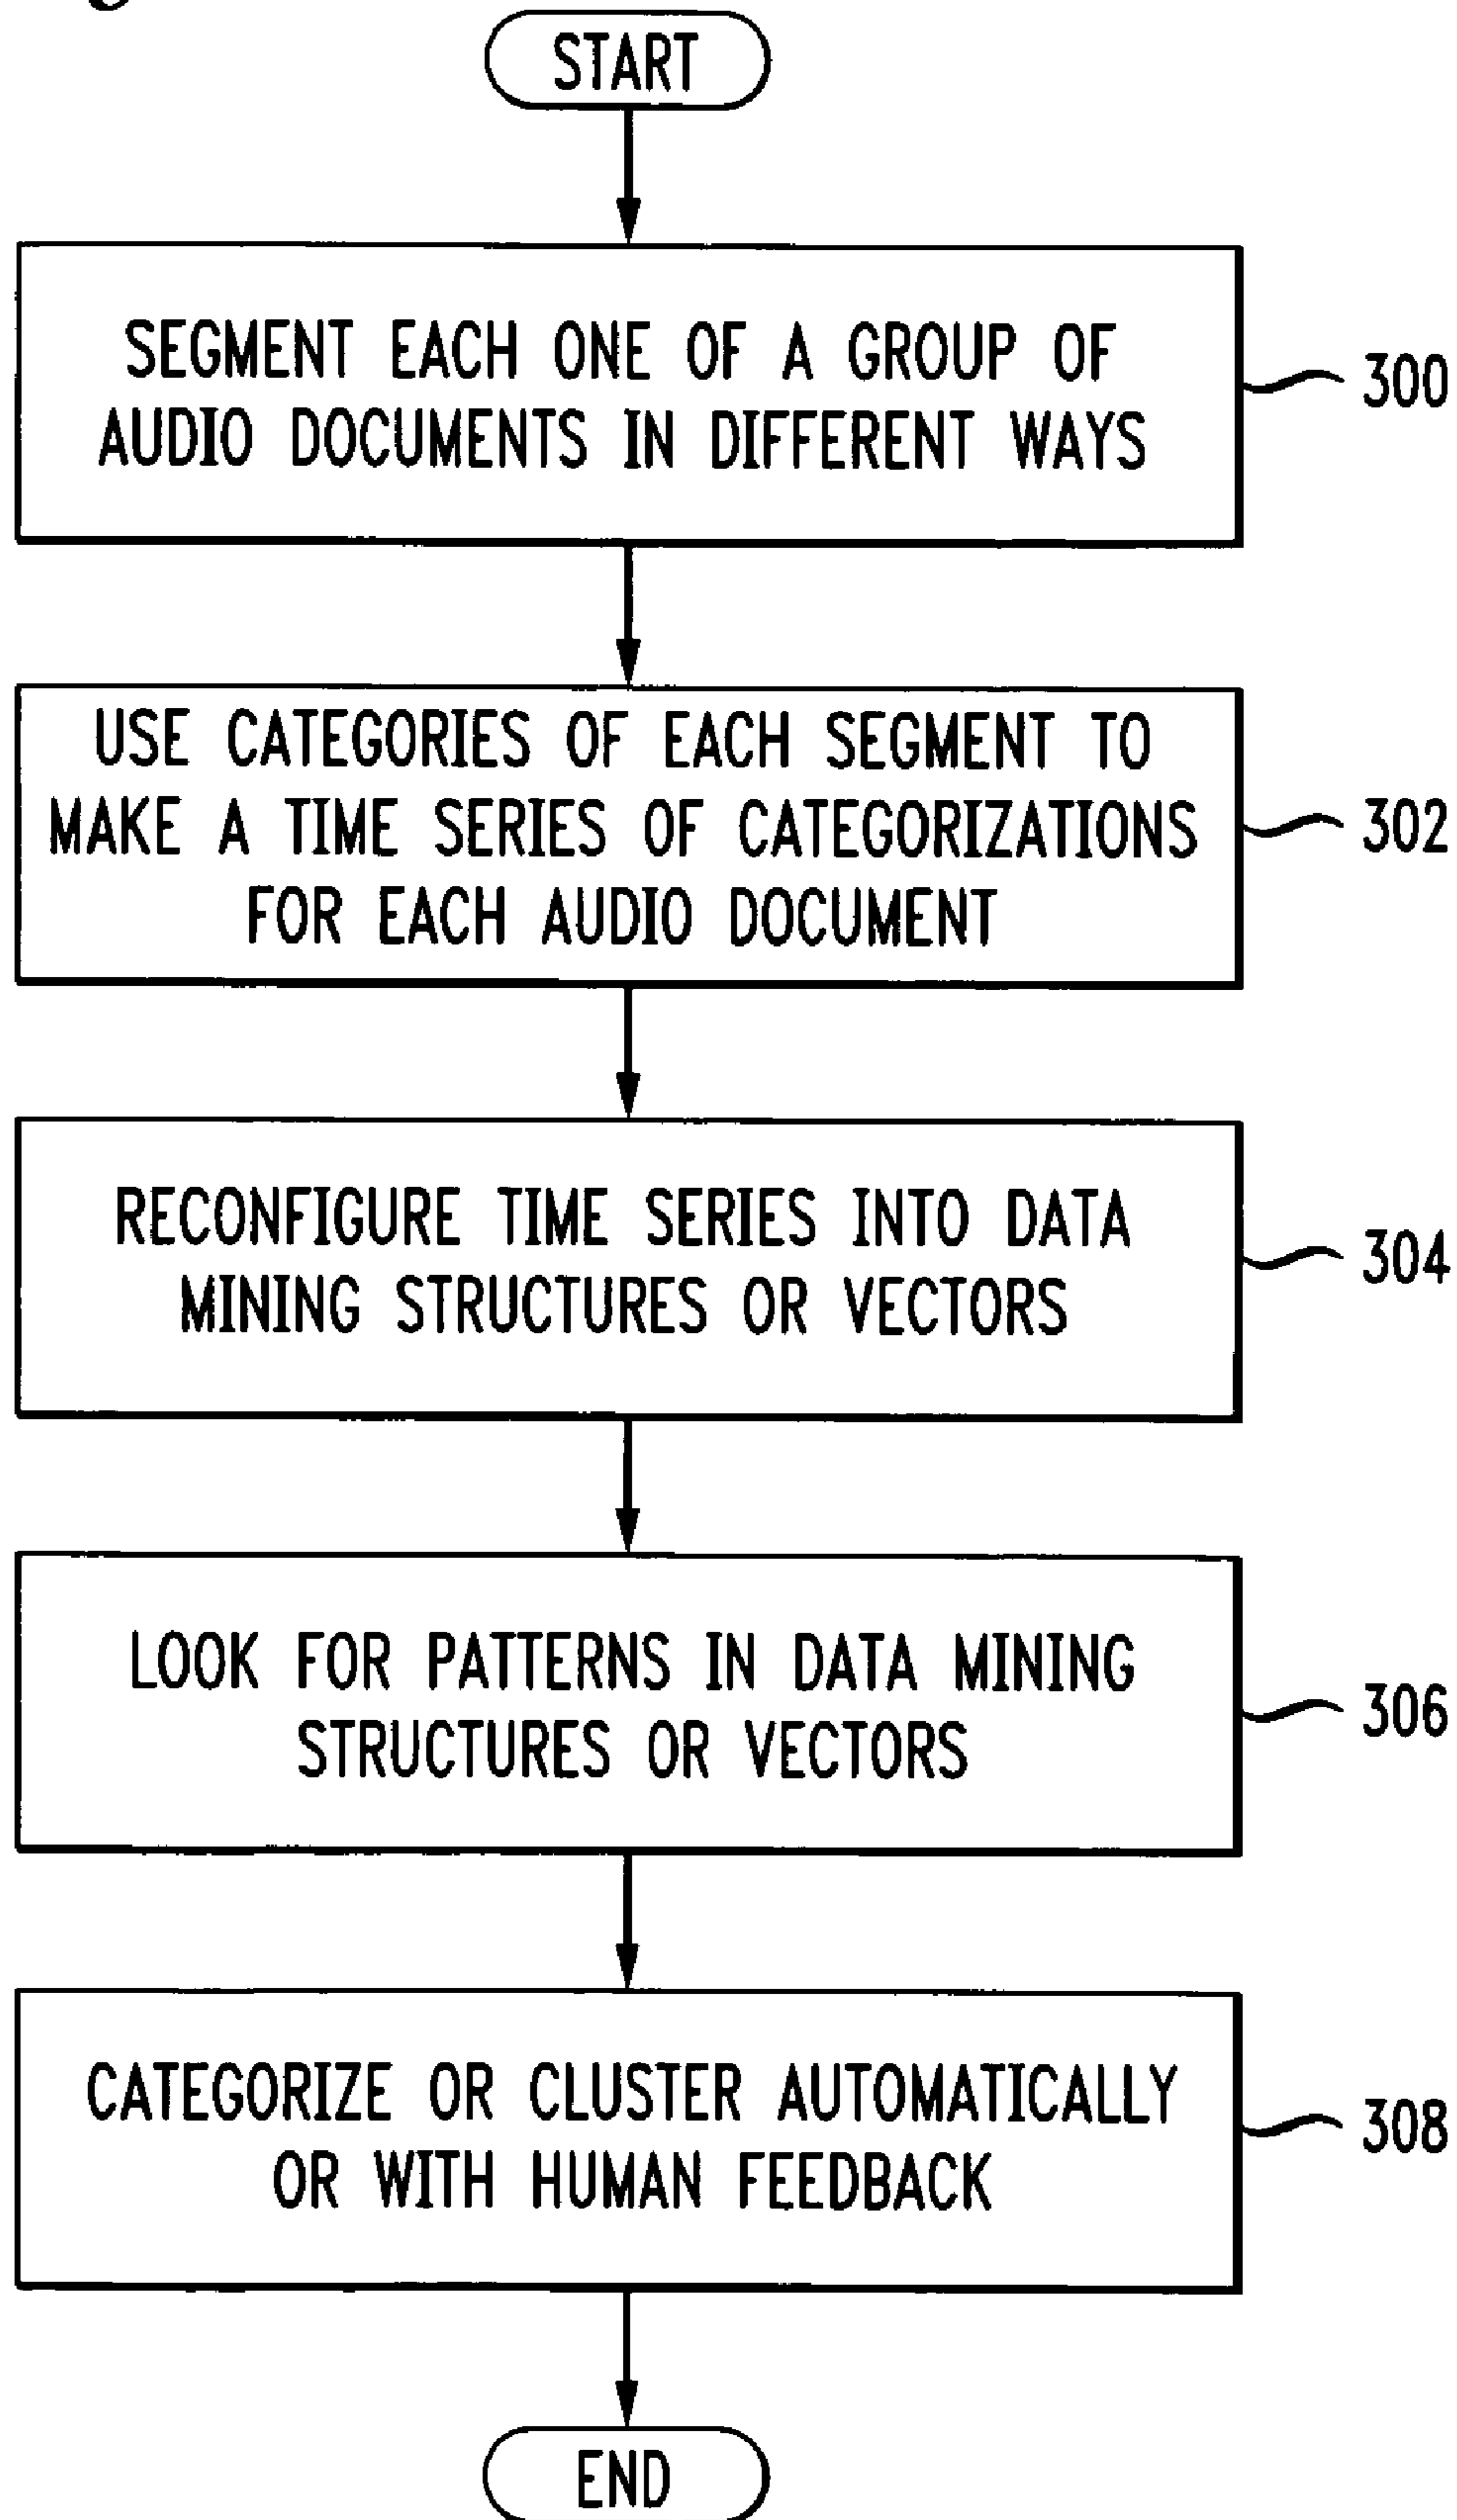 START
SEGMENT EACH ONE OF A GROUP OF
AUDIO DOCUMENTS IN DIFFERENT WAYS
300
USE CATEGORIES OF EACH SEGMENT TO
MAKE A TIME SERIES OF CATEGORIZATIONS
FOR EACH AUDIO DOCUMENT
302
RECONFIGURE TIME SERIES INTO DATA
MINING STRUCTURES OR VECTORS
304
LOOK FOR PATTERNS IN DATA MINING
STRUCTURES OR VECTORS
306
CATEGORIZE OR CLUSTER AUTOMATICALLY
OR WITH HUMAN FEEDBACK
308
END